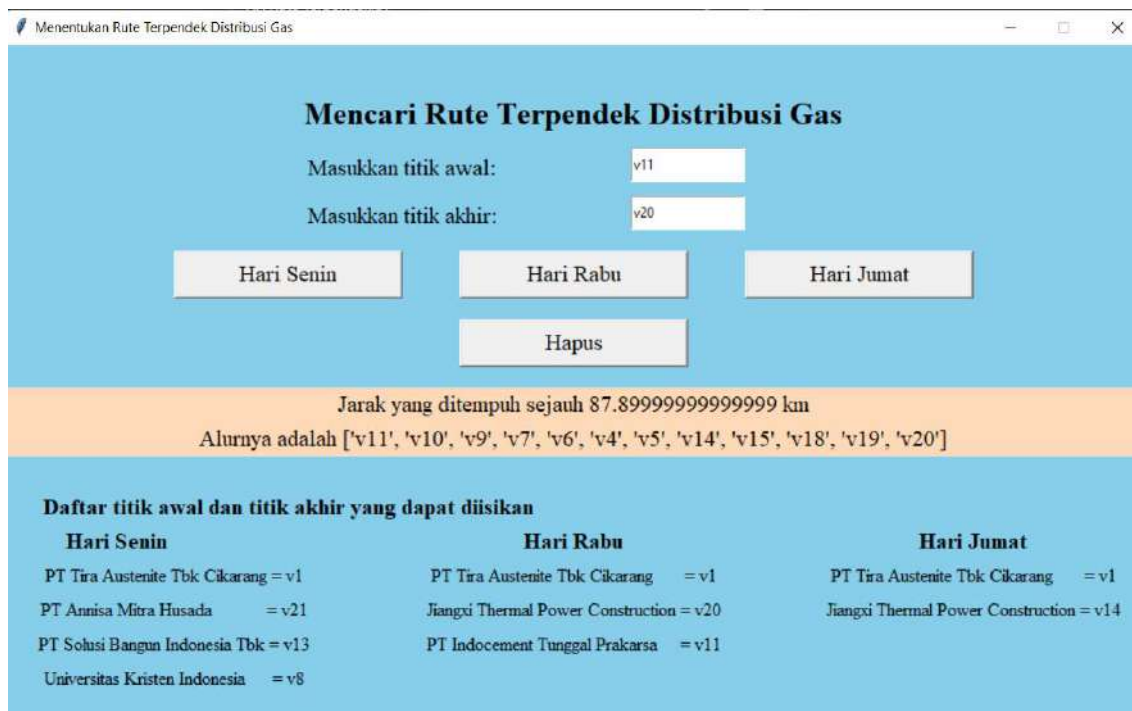 Menentukan Rute Terpendek Distribusi Gas
Mencari Rute Terpendek Distribusi Gas
Masukkan titik awal: v11
Masukkan titik akhir: v20
Hari Senin Hari Rabu Hari Jumat
Hapus
Jarak yang ditempuh sejauh 87.89999999999999 km
Alurnya adalah ['v11', 'v10', 'v9', 'v7', 'v6', 'v4', 'v5', 'v14', 'v15', 'v18', 'v19', 'v20']
Daftar titik awal dan titik akhir yang dapat diisikan
Hari Senin Hari Rabu Hari Jumat
PT Tira Austenite Tbk Cikarang = v1 PT Tira Austenite Tbk Cikarang = v1 PT Tira Austenite Tbk Cikarang = v1
PT Annisa Mitra Husada = v21 Jiangxi Thermal Power Construction = v20 Jiangxi Thermal Power Construction = v14
PT Solusi Bangun Indonesia Tbk = v13 PT Indocement Tunggal Prakarsa = v11
Universitas Kristen Indonesia = v8